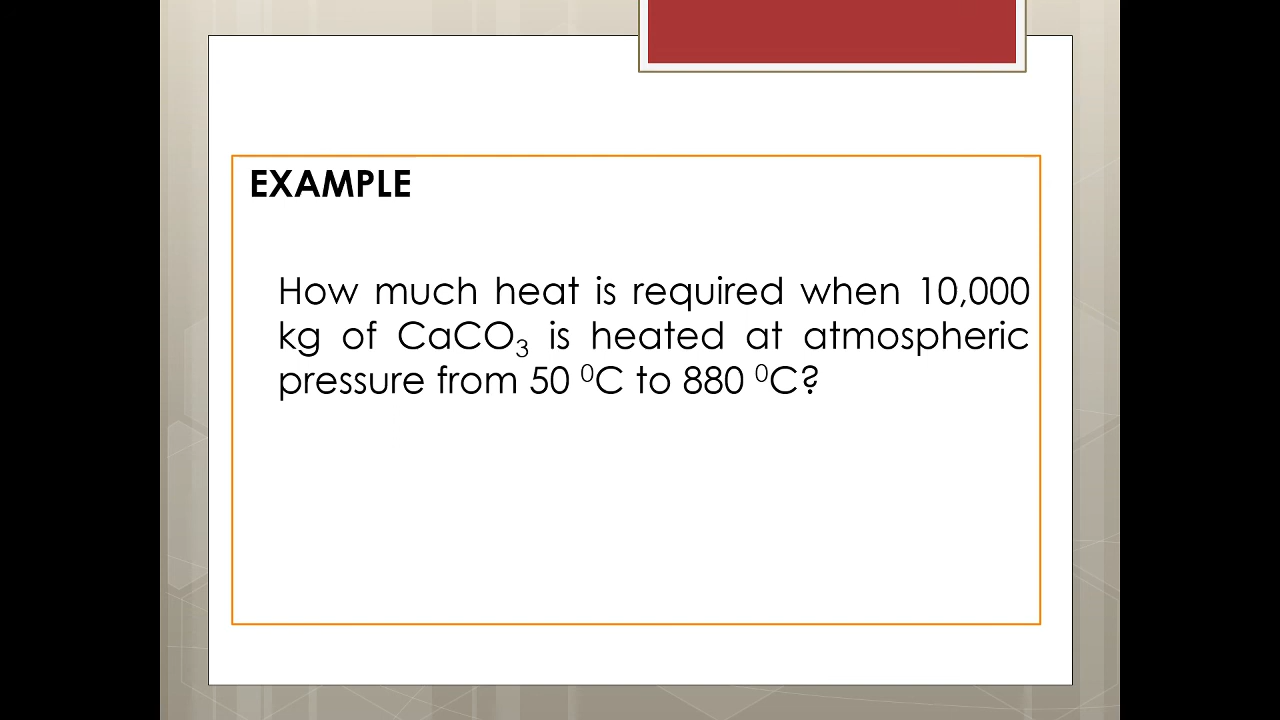 EXAMPLE
How much heat is required when 10,000
kg of CaCO₃ is heated at atmospheric
pressure from 50 ⁰C to 880 ⁰C?